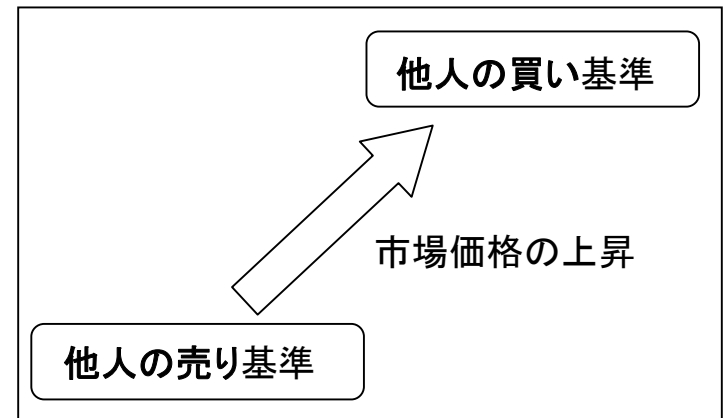 他人の買い基準
市場価格の上昇
他人の売り基準